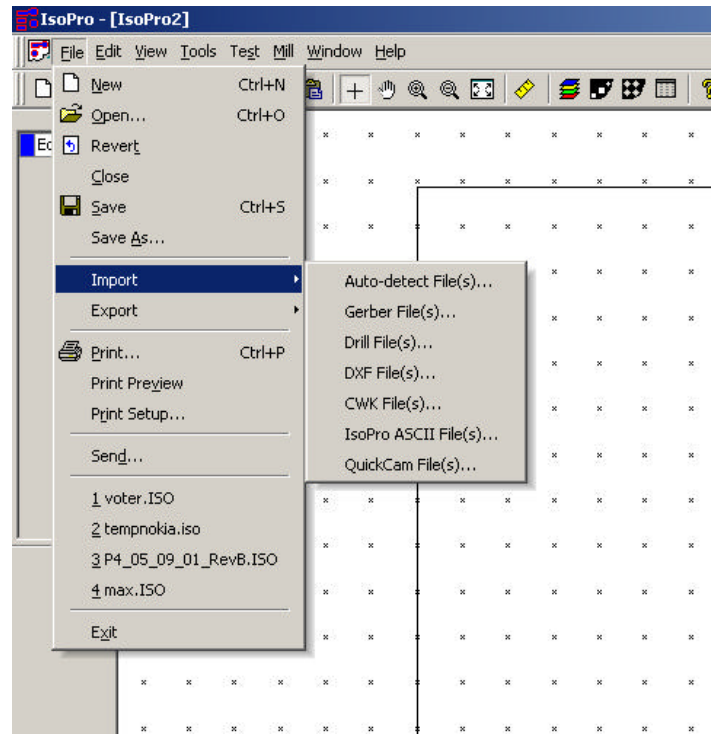 IsoPro - [IsoPro2]
File Edit View Tools Test Mill Window Help
New Ctrl+N
Open... Ctrl+O
Revert
Close
Save Ctrl+S
Save As...
Import
Export
Print... Ctrl+P
Print Preview
Print Setup...
Send...
1 voter.ISO
2 tempnokia.iso
3 P4_05_09_01_RevB.ISO
4 max.ISO
Exit
Auto-detect File(s)...
Gerber File(s)...
Drill File(s)...
DXF File(s)...
CWK File(s)...
IsoPro ASCII File(s)...
QuickCam File(s)...